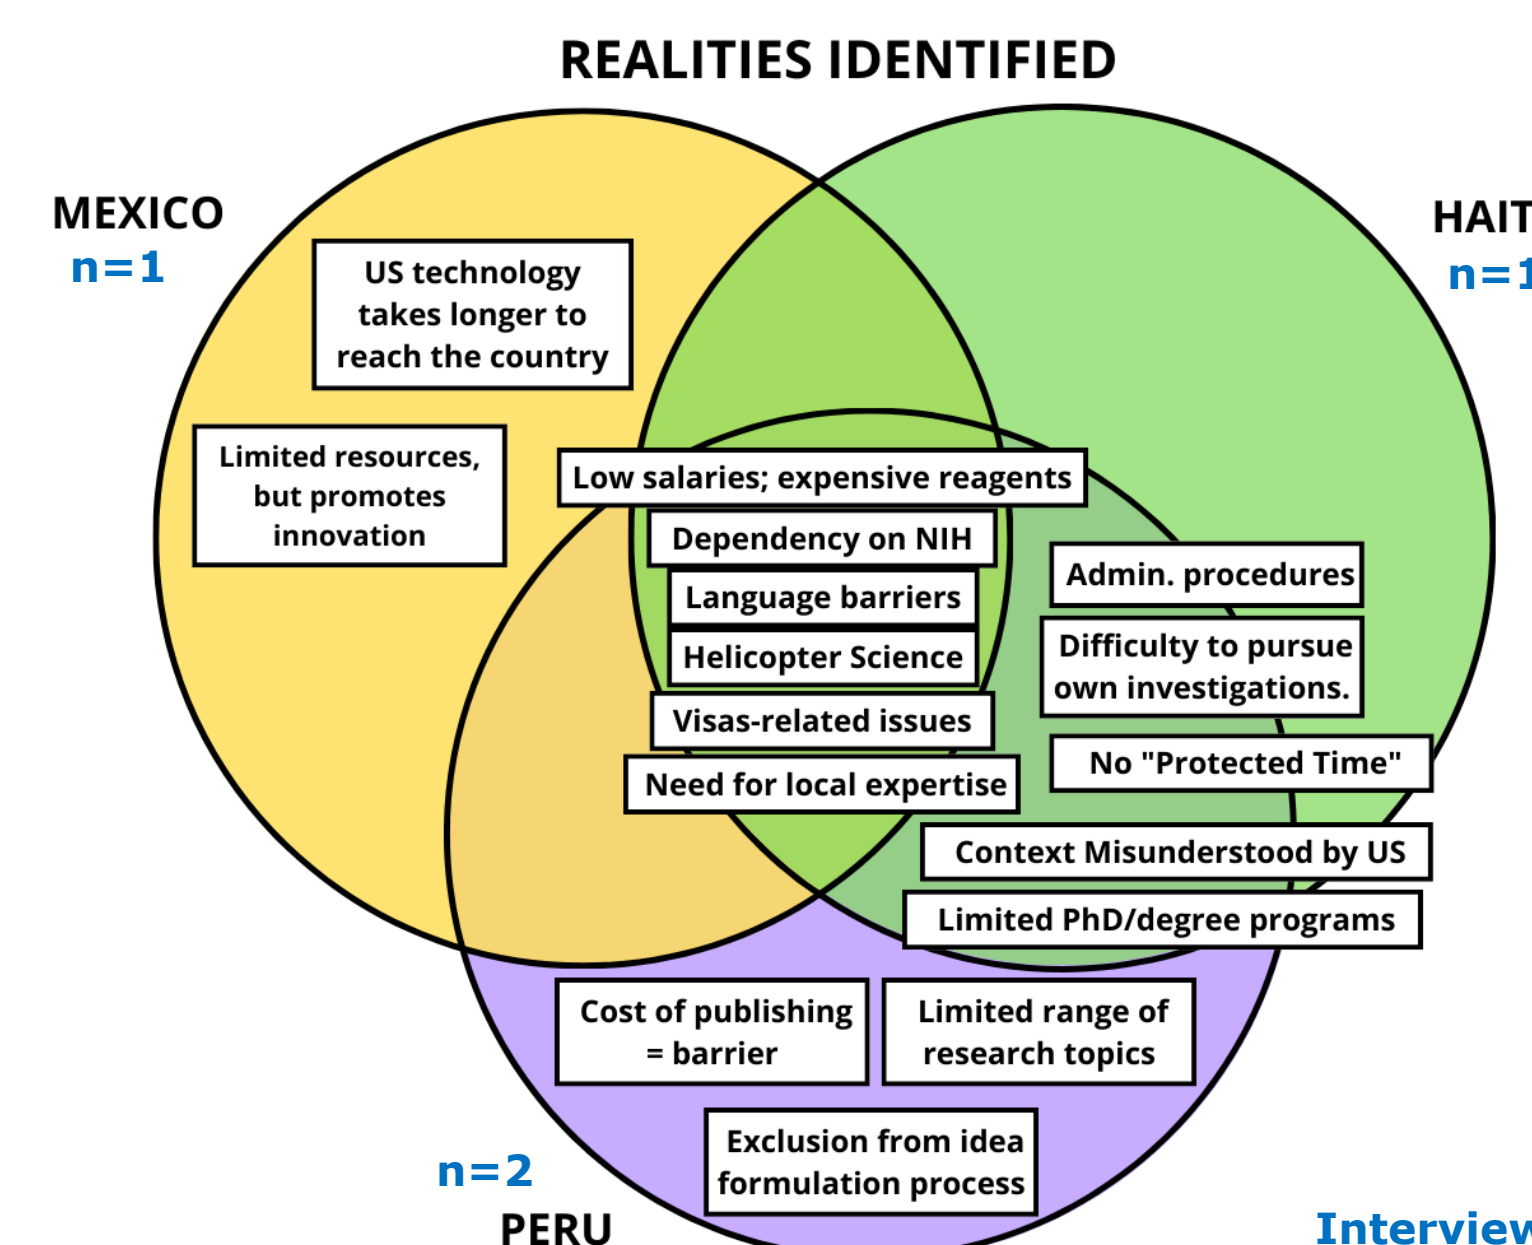 REALITIES IDENTIFIED
MEXICO
n=1
HAIT
n=1
US technology
takes longer to
reach the country
Limited resources,
but promotes
innovation
Low salaries; expensive reagents
Dependency on NIH
Language barriers
Helicopter Science
Visas-related issues
Need for local expertise
Admin. procedures
Difficulty to pursue
own investigations.
No "Protected Time"
Context Misunderstood by US
Limited PhD/degree programs
Cost of publishing
= barrier
Limited range of
research topics
Exclusion from idea
formulation process
n=2
PERU
Interview